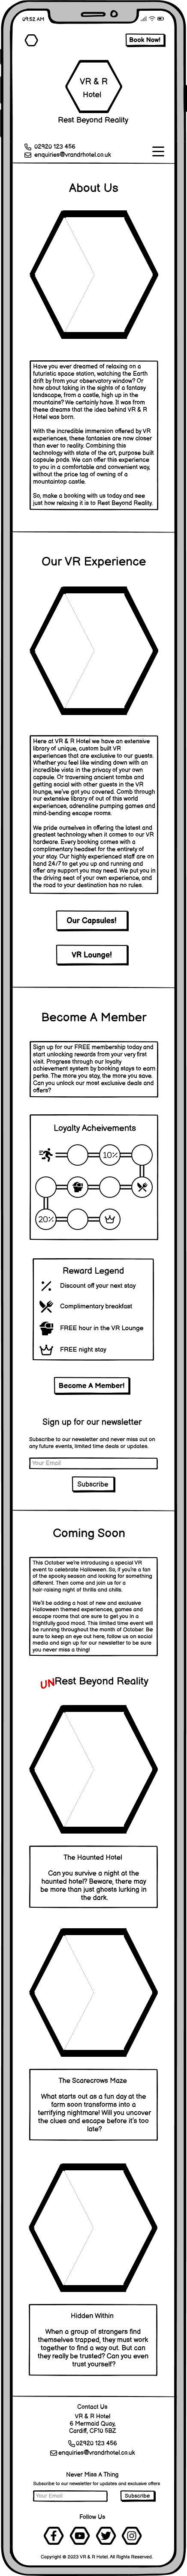 09:52 AM
Book Now!
VR & R
Hotel
Rest Beyond Reality
02920 123 456
enquiries@vrandrhotel.co.uk
About Us
Have you ever dreamed of relaxing on a
futuristic space station, watching the Earth
drift by from your observatory window? Or
how about taking in the sights of a fantasy
landscape, from a castle, high up in the
mountains? We certainly have. It was from
these dreams that the idea behind VR & R
Hotel was born.
With the incredible immersion offered by VR
experiences, these fantasies are now closer
than ever to reality. Combining this
technology with state of the art, purpose built
capsule pods. We can offer this experience
to you in a comfortable and convenient way,
without the price tag of owning of a
mountaintop castle.
So, make a booking with us today and see
just how relaxing it is to Rest Beyond Reality.
Our VR Experience
Here at VR & R Hotel we have an extensive
library of unique, custom built VR
experiences that are exclusive to our guests.
Whether you feel like winding down with an
incredible vista in the privacy of your own
capsule. Or traversing ancient tombs and
getting social with other guests in the VR
lounge, we've got you covered. Comb through
our extensive library of out of this world
experiences, adrenaline pumping games and
mind-bending escape rooms.
We pride ourselves in offering the latest and
greatest technology when it comes to our VR
hardware. Every booking comes with a
complimentary headset for the entirety of
your stay. Our highly experienced staff are on
hand 24/7 to get you up and running and
offer any support you may need. We put you in
the driving seat of your own experience, and
the road to your destination has no rules.
Our Capsules!
VR Lounge!
Become A Member
Sign up for our FREE membership today and
start unlocking rewards from your very first
visit. Progress through our loyalty
achievement system by booking stays to earn
perks. The more you stay, the more you save.
Can you unlock our most exclusive deals and
offers?
Loyalty Acheivements
10%
20%
Reward Legend
Discount off your next stay
Complimentary breakfast
FREE hour in the VR Lounge
FREE night stay
Become A Member!
Sign up for our newsletter
Subscribe to our newsletter and never miss out on
any future events, limited time deals or updates.
Your Email
Subscribe
Coming Soon
This October we're introducing a special VR
event to celebrate Halloween. So, if you're a fan
of the spooky season and looking for something
different. Then come and join us for a
hair-raising night of thrills and chills.
We'll be adding a host of new and exclusive
Halloween themed experiences, games and
escape rooms that are sure to get you in a
frightfully good mood. This limited time event will
be running throughout the month of October. Be
sure to keep an eye out here, follow us on social
media and sign up for our newsletter to be sure
you never miss a thing!
UNRest Beyond Reality
The Haunted Hotel
Can you survive a night at the
haunted hotel? Beware, there may
be more than just ghosts lurking in
the dark.
The Scarecrows Maze
What starts out as a fun day at the
farm soon transforms into a
terrifying nightmare! Will you uncover
the clues and escape before it's too
late?
Hidden Within
When a group of strangers find
themselves trapped, they must work
together to find a way out. But can
they really be trusted? Can you even
trust yourself?
Contact Us
VR & R Hotel
6 Mermaid Quay,
Cardiff, CF10 5BZ
02920 123 456
enquiries@vrandrhotel.co.uk
Never Miss A Thing
Subscribe to our newsletter for updates and exclusive offers
Your Email
Subscribe
Follow Us
Copyright © 2023 VR & R Hotel. All Rights Reserved.